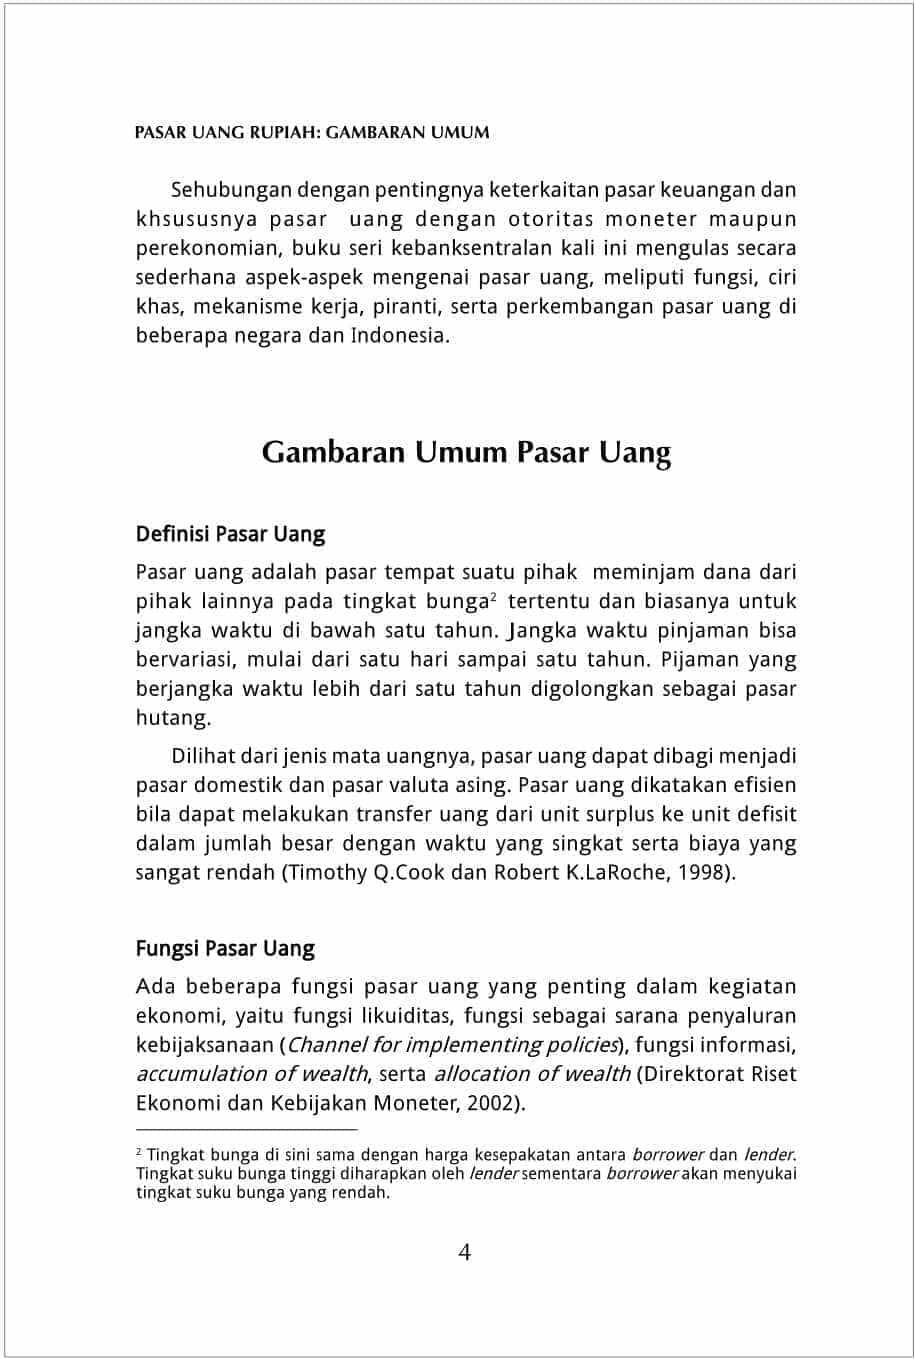 PASAR UANG RUPIAH: GAMBARAN UMUM
Sehubungan dengan pentingnya keterkaitan pasar keuangan dan
khsususnya pasar uang dengan otoritas moneter maupun
perekonomian, buku seri kebanksentralan kali ini mengulas secara
sederhana aspek-aspek mengenai pasar uang, meliputi fungsi, ciri
khas, mekanisme kerja, piranti, serta perkembangan pasar uang di
beberapa negara dan Indonesia.
Gambaran Umum Pasar Uang
Definisi Pasar Uang
Pasar uang adalah pasar tempat suatu pihak meminjam dana dari
pihak lainnya pada tingkat bunga² tertentu dan biasanya untuk
jangka waktu di bawah satu tahun. Jangka waktu pinjaman bisa
bervariasi, mulai dari satu hari sampai satu tahun. Pijaman yang
berjangka waktu lebih dari satu tahun digolongkan sebagai pasar
hutang.
Dilihat dari jenis mata uangnya, pasar uang dapat dibagi menjadi
pasar domestik dan pasar valuta asing. Pasar uang dikatakan efisien
bila dapat melakukan transfer uang dari unit surplus ke unit defisit
dalam jumlah besar dengan waktu yang singkat serta biaya yang
sangat rendah (Timothy Q.Cook dan Robert K.LaRoche, 1998).
Fungsi Pasar Uang
Ada beberapa fungsi pasar uang yang penting dalam kegiatan
ekonomi, yaitu fungsi likuiditas, fungsi sebagai sarana penyaluran
kebijaksanaan (Channel for implementing policies), fungsi informasi,
accumulation of wealth, serta allocation of wealth (Direktorat Riset
Ekonomi dan Kebijakan Moneter, 2002).
² Tingkat bunga di sini sama dengan harga kesepakatan antara borrower dan lender.
Tingkat suku bunga tinggi diharapkan oleh lender sementara borrower akan menyukai
tingkat suku bunga yang rendah.
4